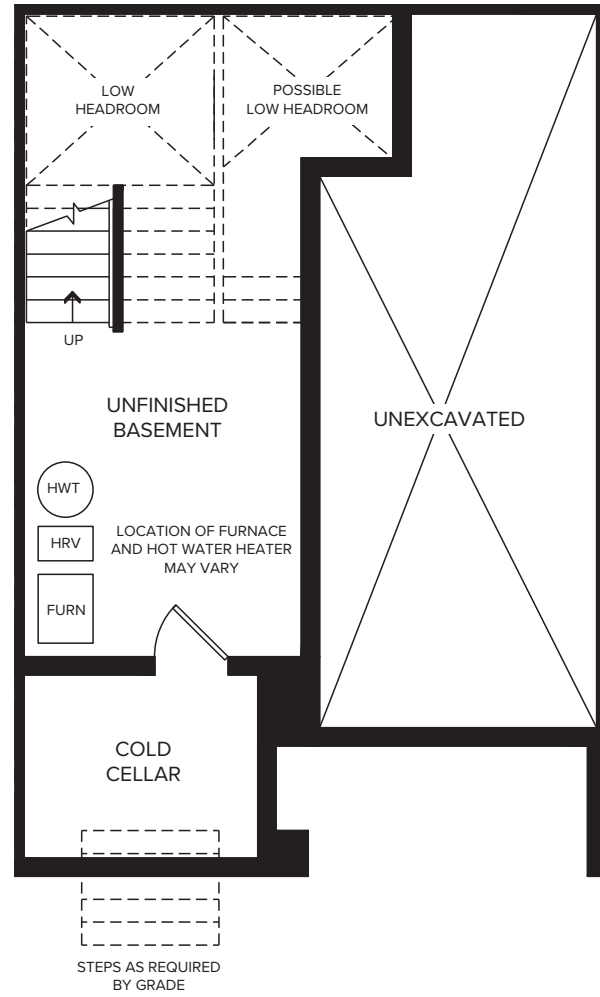 LOW
HEADROOM
POSSIBLE
LOW HEADROOM
UP
UNFINISHED
BASEMENT
UNEXCAVATED
HWT
HRV
LOCATION OF FURNACE
AND HOT WATER HEATER
MAY VARY
FURN
COLD
CELLAR
STEPS AS REQUIRED
BY GRADE